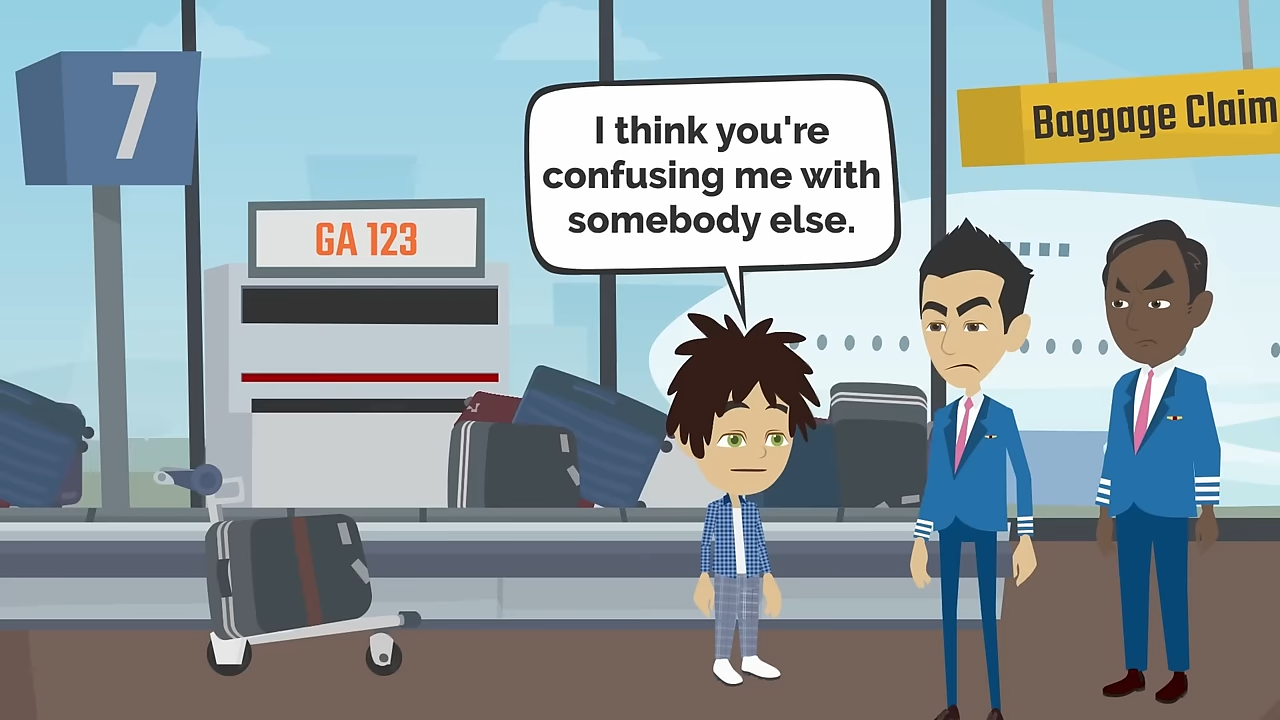 7
GA 123
I think you're
confusing me with
somebody else.
Baggage Claim